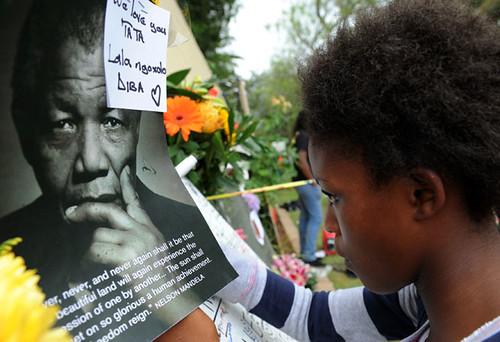 We love you
TATA
Lala ngoxolo
DIBA ♡
ver, never, and never again shall it be that
beautiful land will again experience the
ession of one by another... The sun shall
et on so glorious a human achievement.
eedom reign. • NELSON MANDELA